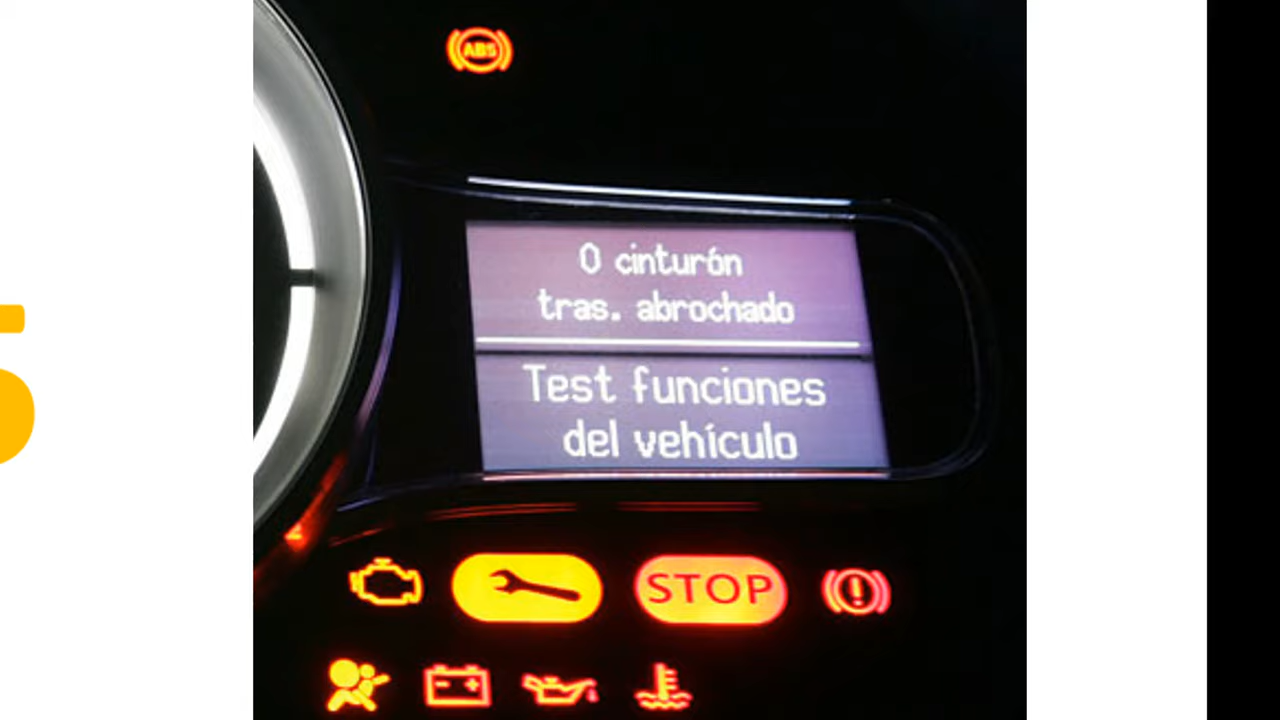 ABS
0 cinturón
tras. abrochado
Test funciones
del vehículo
STOP